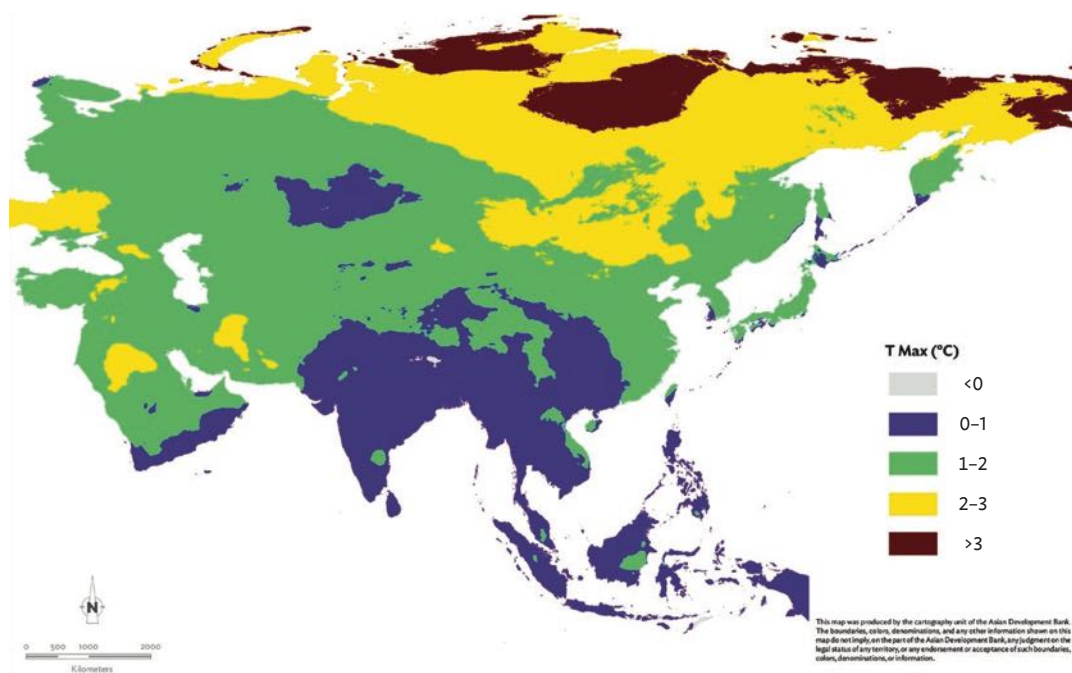 T Max (°C)
<0
0–1
1–2
2–3
>3
N
0 500 1000 2000
Kilometers
This map was produced by the cartography unit of the Asian Development Bank.
The boundaries, colors, denominations, and any other information shown on this
map do not imply, on the part of the Asian Development Bank, any judgment on the
legal status of any territory, or any endorsement or acceptance of such boundaries,
colors, denominations, or information.